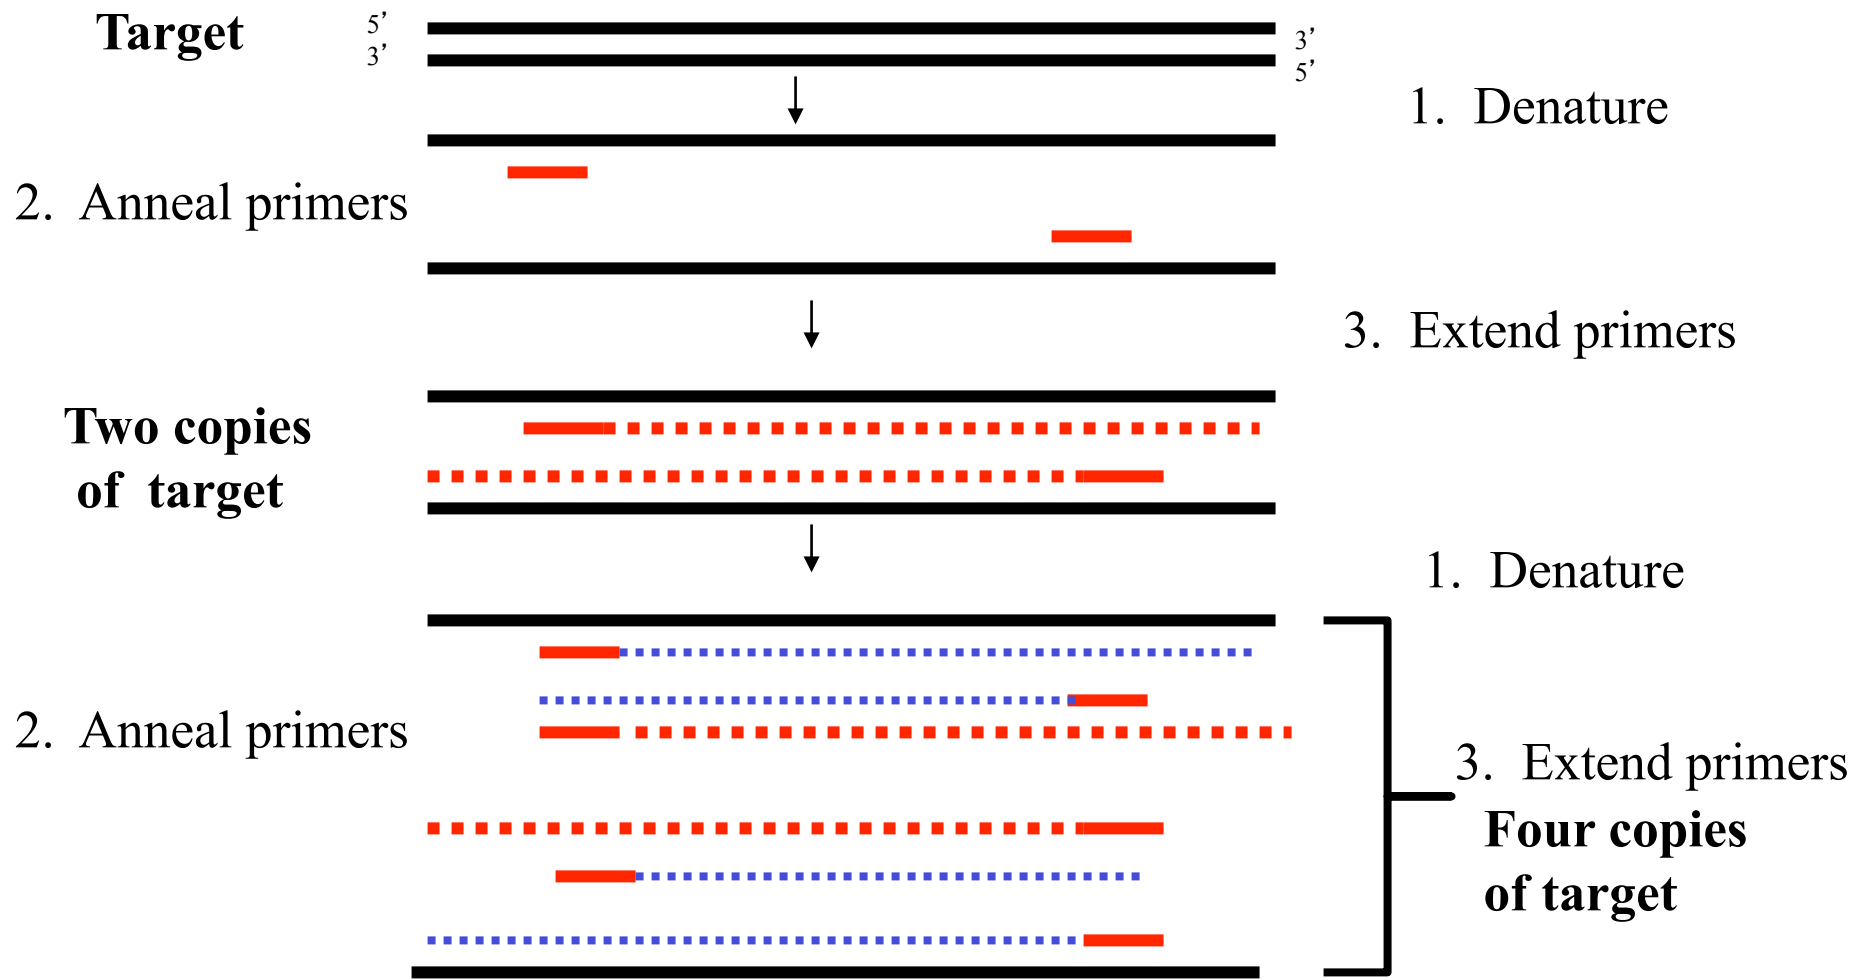 Target
5’
3’
3’
5’
1. Denature
2. Anneal primers
3. Extend primers
Two copies
of target
1. Denature
2. Anneal primers
3. Extend primers
Four copies
of target